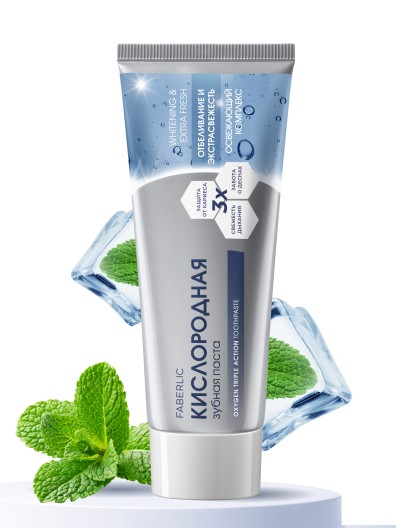 WHITENING &
EXTRA FRESH
ОТБЕЛИВАНИЕ И
ЭКСТРАСВЕЖЕСТЬ
ОСВЕЖАЮЩИЙ
КОМПЛЕКС
ЗАЩИТА
ОТ КАРИЕСА
3X
ЗАБОТА
О ДЕСНАХ
СВЕЖЕСТЬ
ДЫХАНИЯ
FABERLIC
КИСЛОРОДНАЯ
зубная паста
OXYGEN TRIPLE ACTION TOOTHPASTE